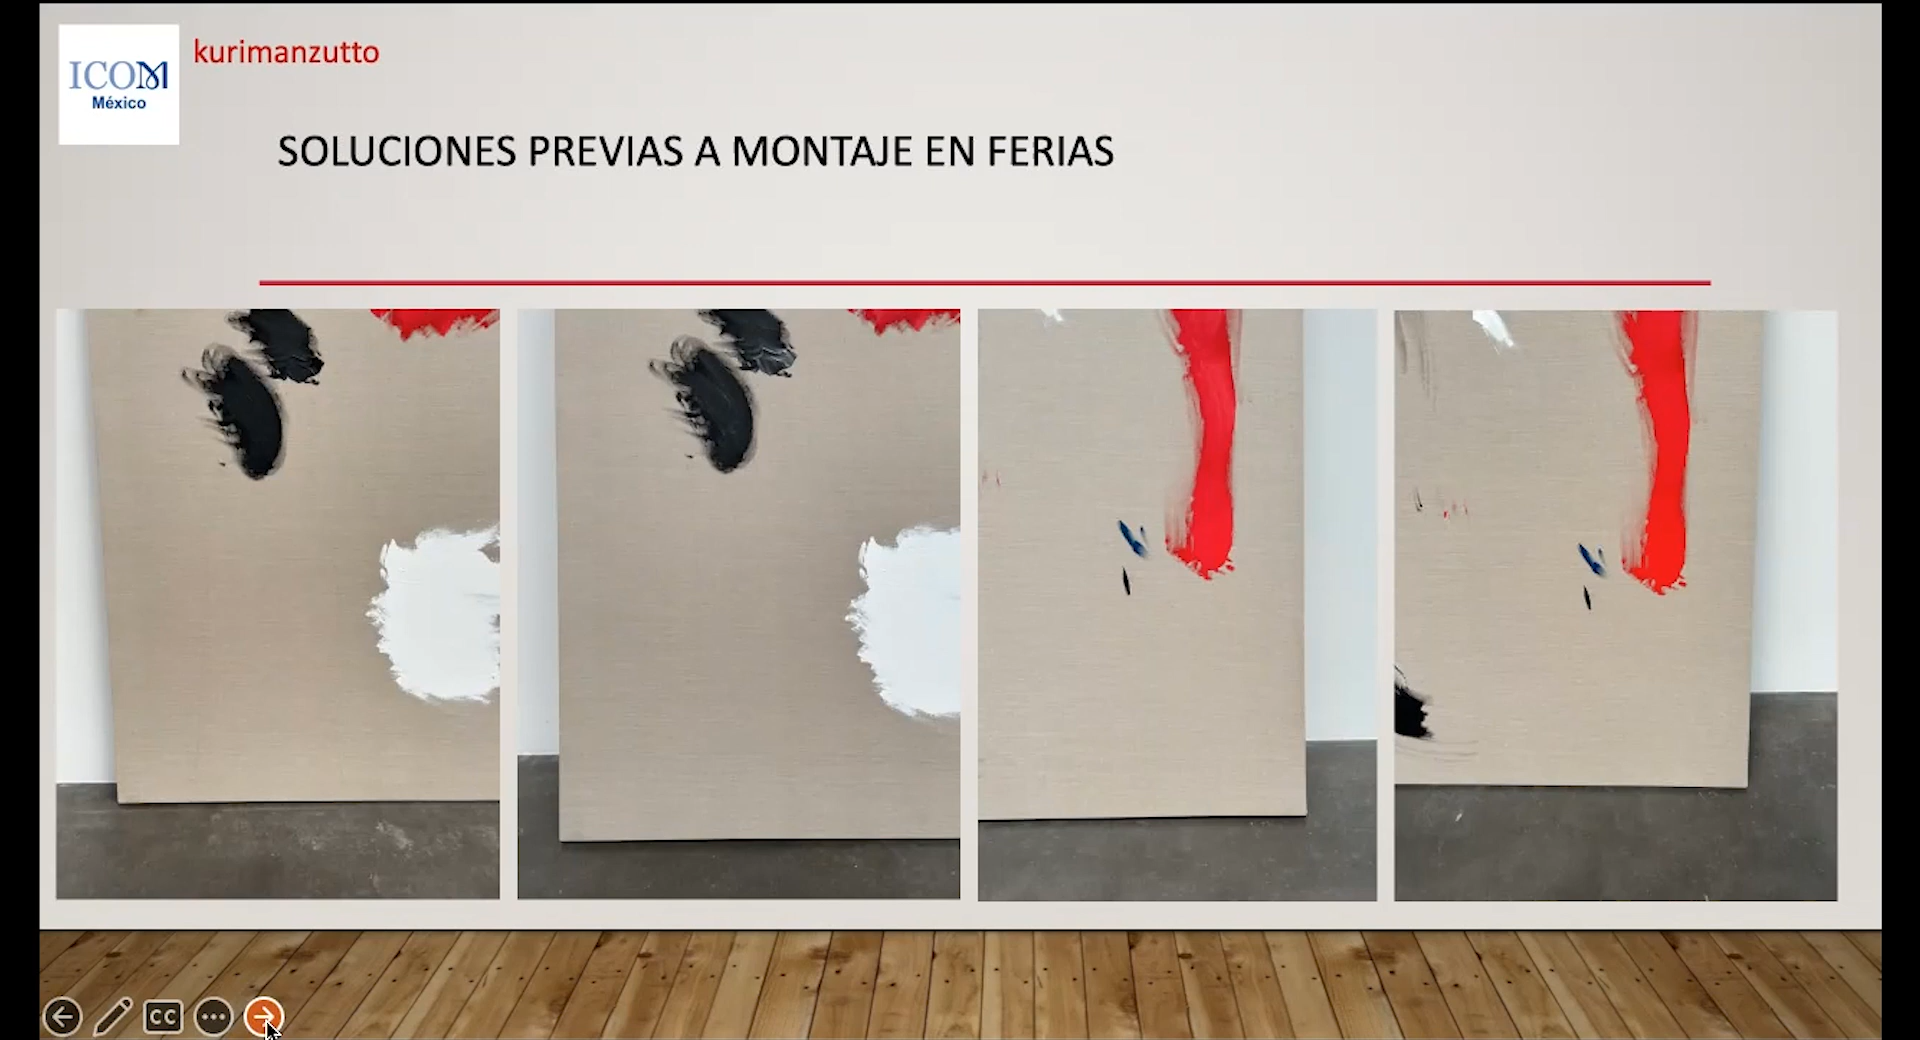 ICOM
México
kurimanzutto
SOLUCIONES PREVIAS A MONTAJE EN FERIAS
CC